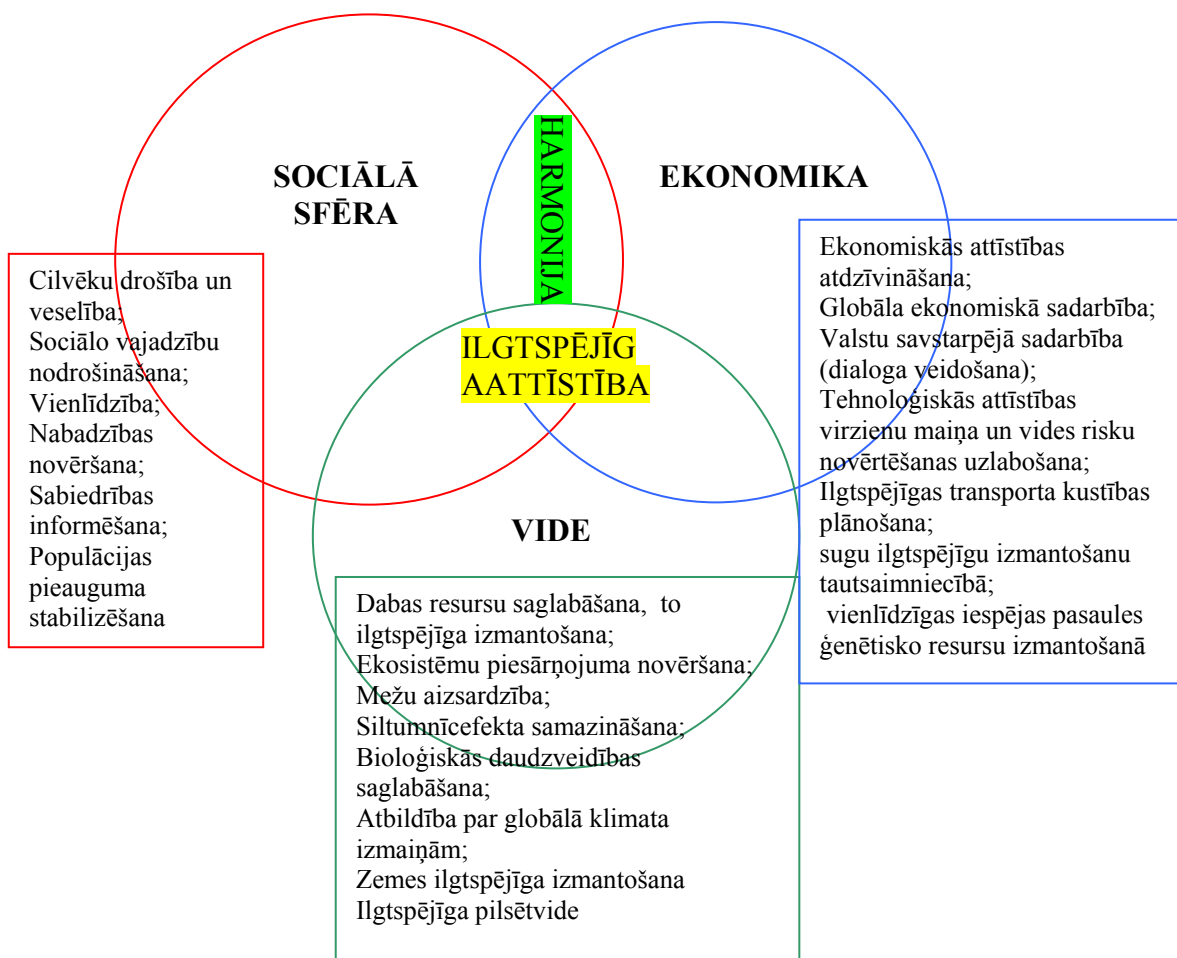 SOCIĀLĀ
SFĒRA
HARMONIJA
EKONOMIKA
Cilvēku drošība un
veselība;
Sociālo vajadzību
nodrošināšana;
Vienlīdzība;
Nabadzības
novēršana;
Sabiedrības
informēšana;
Populācijas
pieauguma
stabilizēšana
ILGTSPĒJĪG
AATTĪSTĪBA
Ekonomiskās attīstības
atdzīvināšana;
Globāla ekonomiskā sadarbība;
Valstu savstarpējā sadarbība
(dialoga veidošana);
Tehnoloģiskās attīstības
virzienu maiņa un vides risku
novērtēšanas uzlabošana;
Ilgtspējīgas transporta kustības
plānošana;
sugu ilgtspējīgu izmantošanu
tautsaimniecībā;
vienlīdzīgas iespējas pasaules
ģenētisko resursu izmantošanā
VIDE
Dabas resursu saglabāšana, to
ilgtspējīga izmantošana;
Ekosistēmu piesārņojuma novēršana;
Mežu aizsardzība;
Siltumnīcefekta samazināšana;
Bioloģiskās daudzveidības
saglabāšana;
Atbildība par globālā klimata
izmaiņām;
Zemes ilgtspējīga izmantošana
Ilgtspējīga pilsētvide